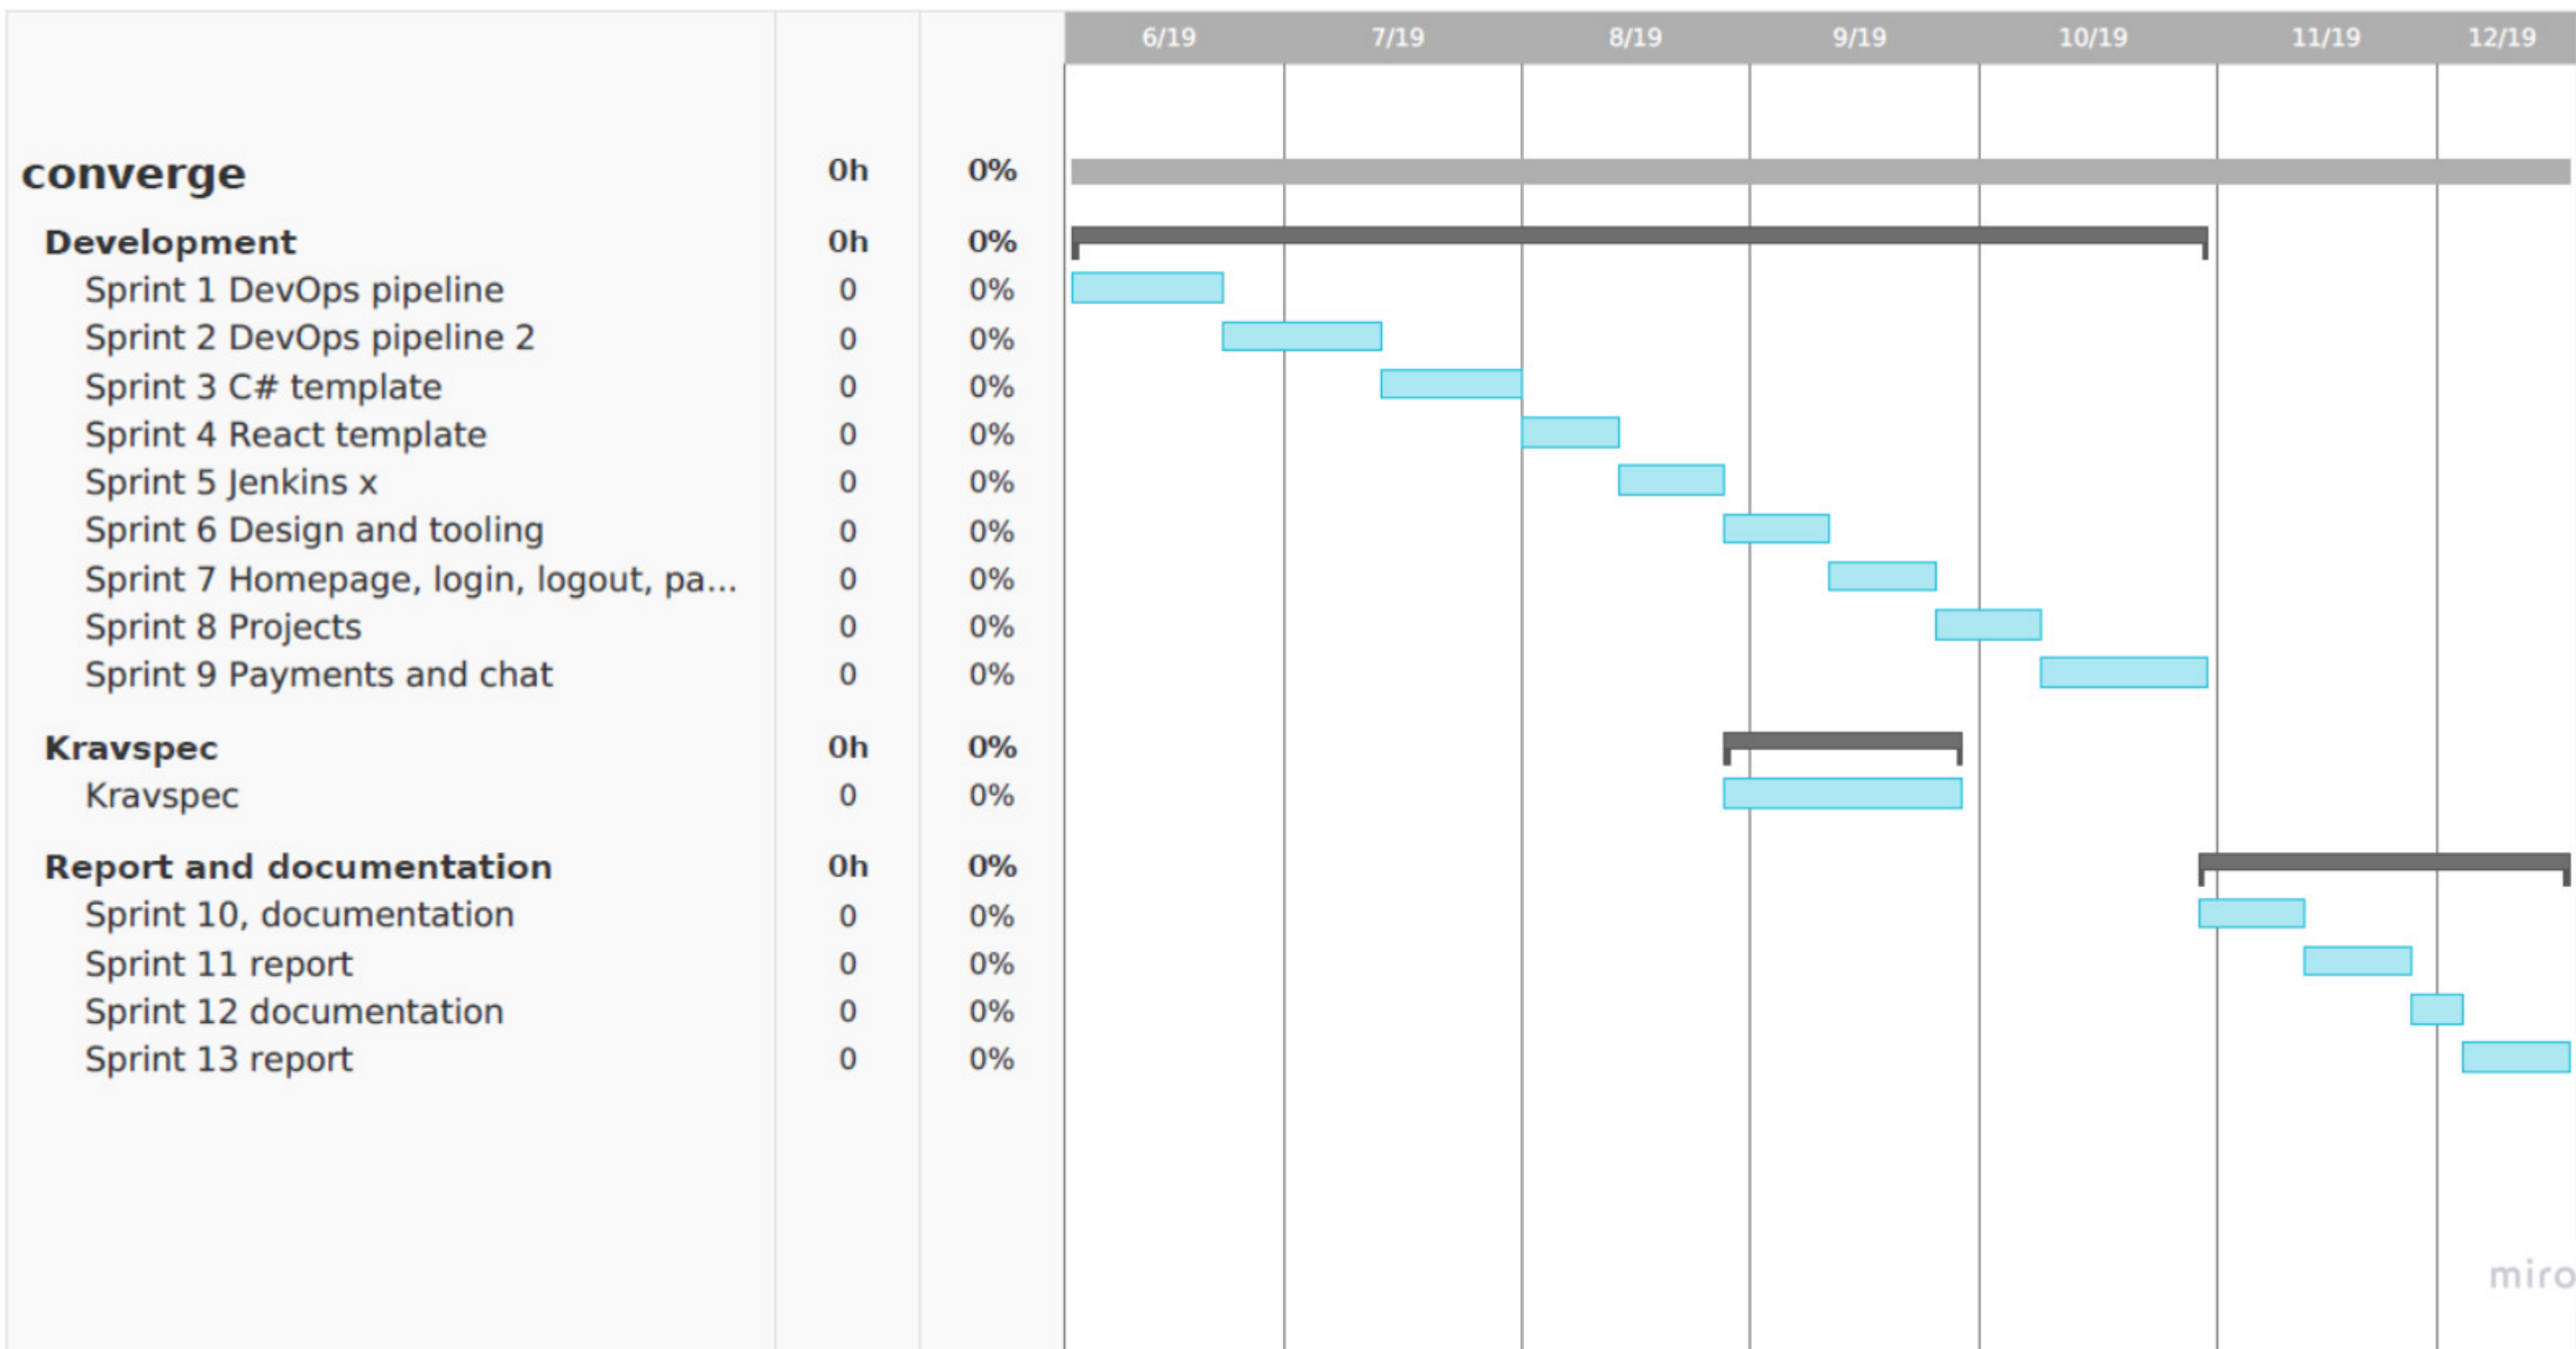 6/19 7/19 8/19 9/19 10/19 11/19 12/19
converge 0h 0%
Development 0h 0%
Sprint 1 DevOps pipeline 0 0%
Sprint 2 DevOps pipeline 2 0 0%
Sprint 3 C# template 0 0%
Sprint 4 React template 0 0%
Sprint 5 Jenkins x 0 0%
Sprint 6 Design and tooling 0 0%
Sprint 7 Homepage, login, logout, pa... 0 0%
Sprint 8 Projects 0 0%
Sprint 9 Payments and chat 0 0%
Kravspec 0h 0%
Kravspec 0 0%
Report and documentation 0h 0%
Sprint 10, documentation 0 0%
Sprint 11 report 0 0%
Sprint 12 documentation 0 0%
Sprint 13 report 0 0%
miro